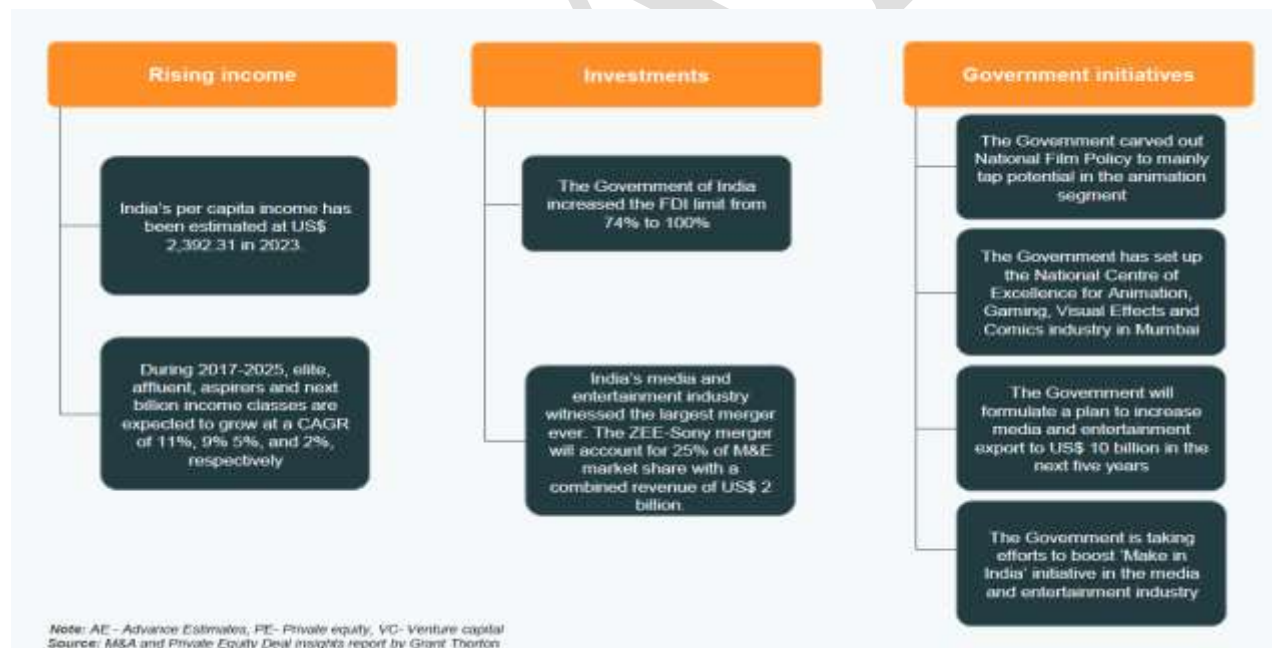 Rising income
India's per capita income has
been estimated at US$
2,392.31 in 2023
During 2017-2025, elite,
affluent, aspirers and next
billion income classes are
expected to grow at a CAGR
of 11%, 9% 5%, and 2%,
respectively
Investments
The Government of India
increased the FDI limit from
74% to 100%
India's media and
entertainment industry
witnessed the largest merger
ever. The ZEE-Sony merger
will account for 25% of M&E
market share with a
combined revenue of US$ 2
billion.
Government initiatives
The Government carved out
National Film Policy to mainly
tap potential in the animation
segment
The Government has set up
the National Centre of
Excellence for Animation,
Gaming, Visual Effects and
Comics industry in Mumbai
The Government will
formulate a plan to increase
media and entertainment
export to US$ 10 billion in the
next five years
The Government is taking
efforts to boost 'Make in
India' initiative in the media
and entertainment industry
Note: AE - Advance Estimates, PE- Private equity, VC- Venture capital
Source: M&A and Private Equity Deal insights report by Grant Thorton